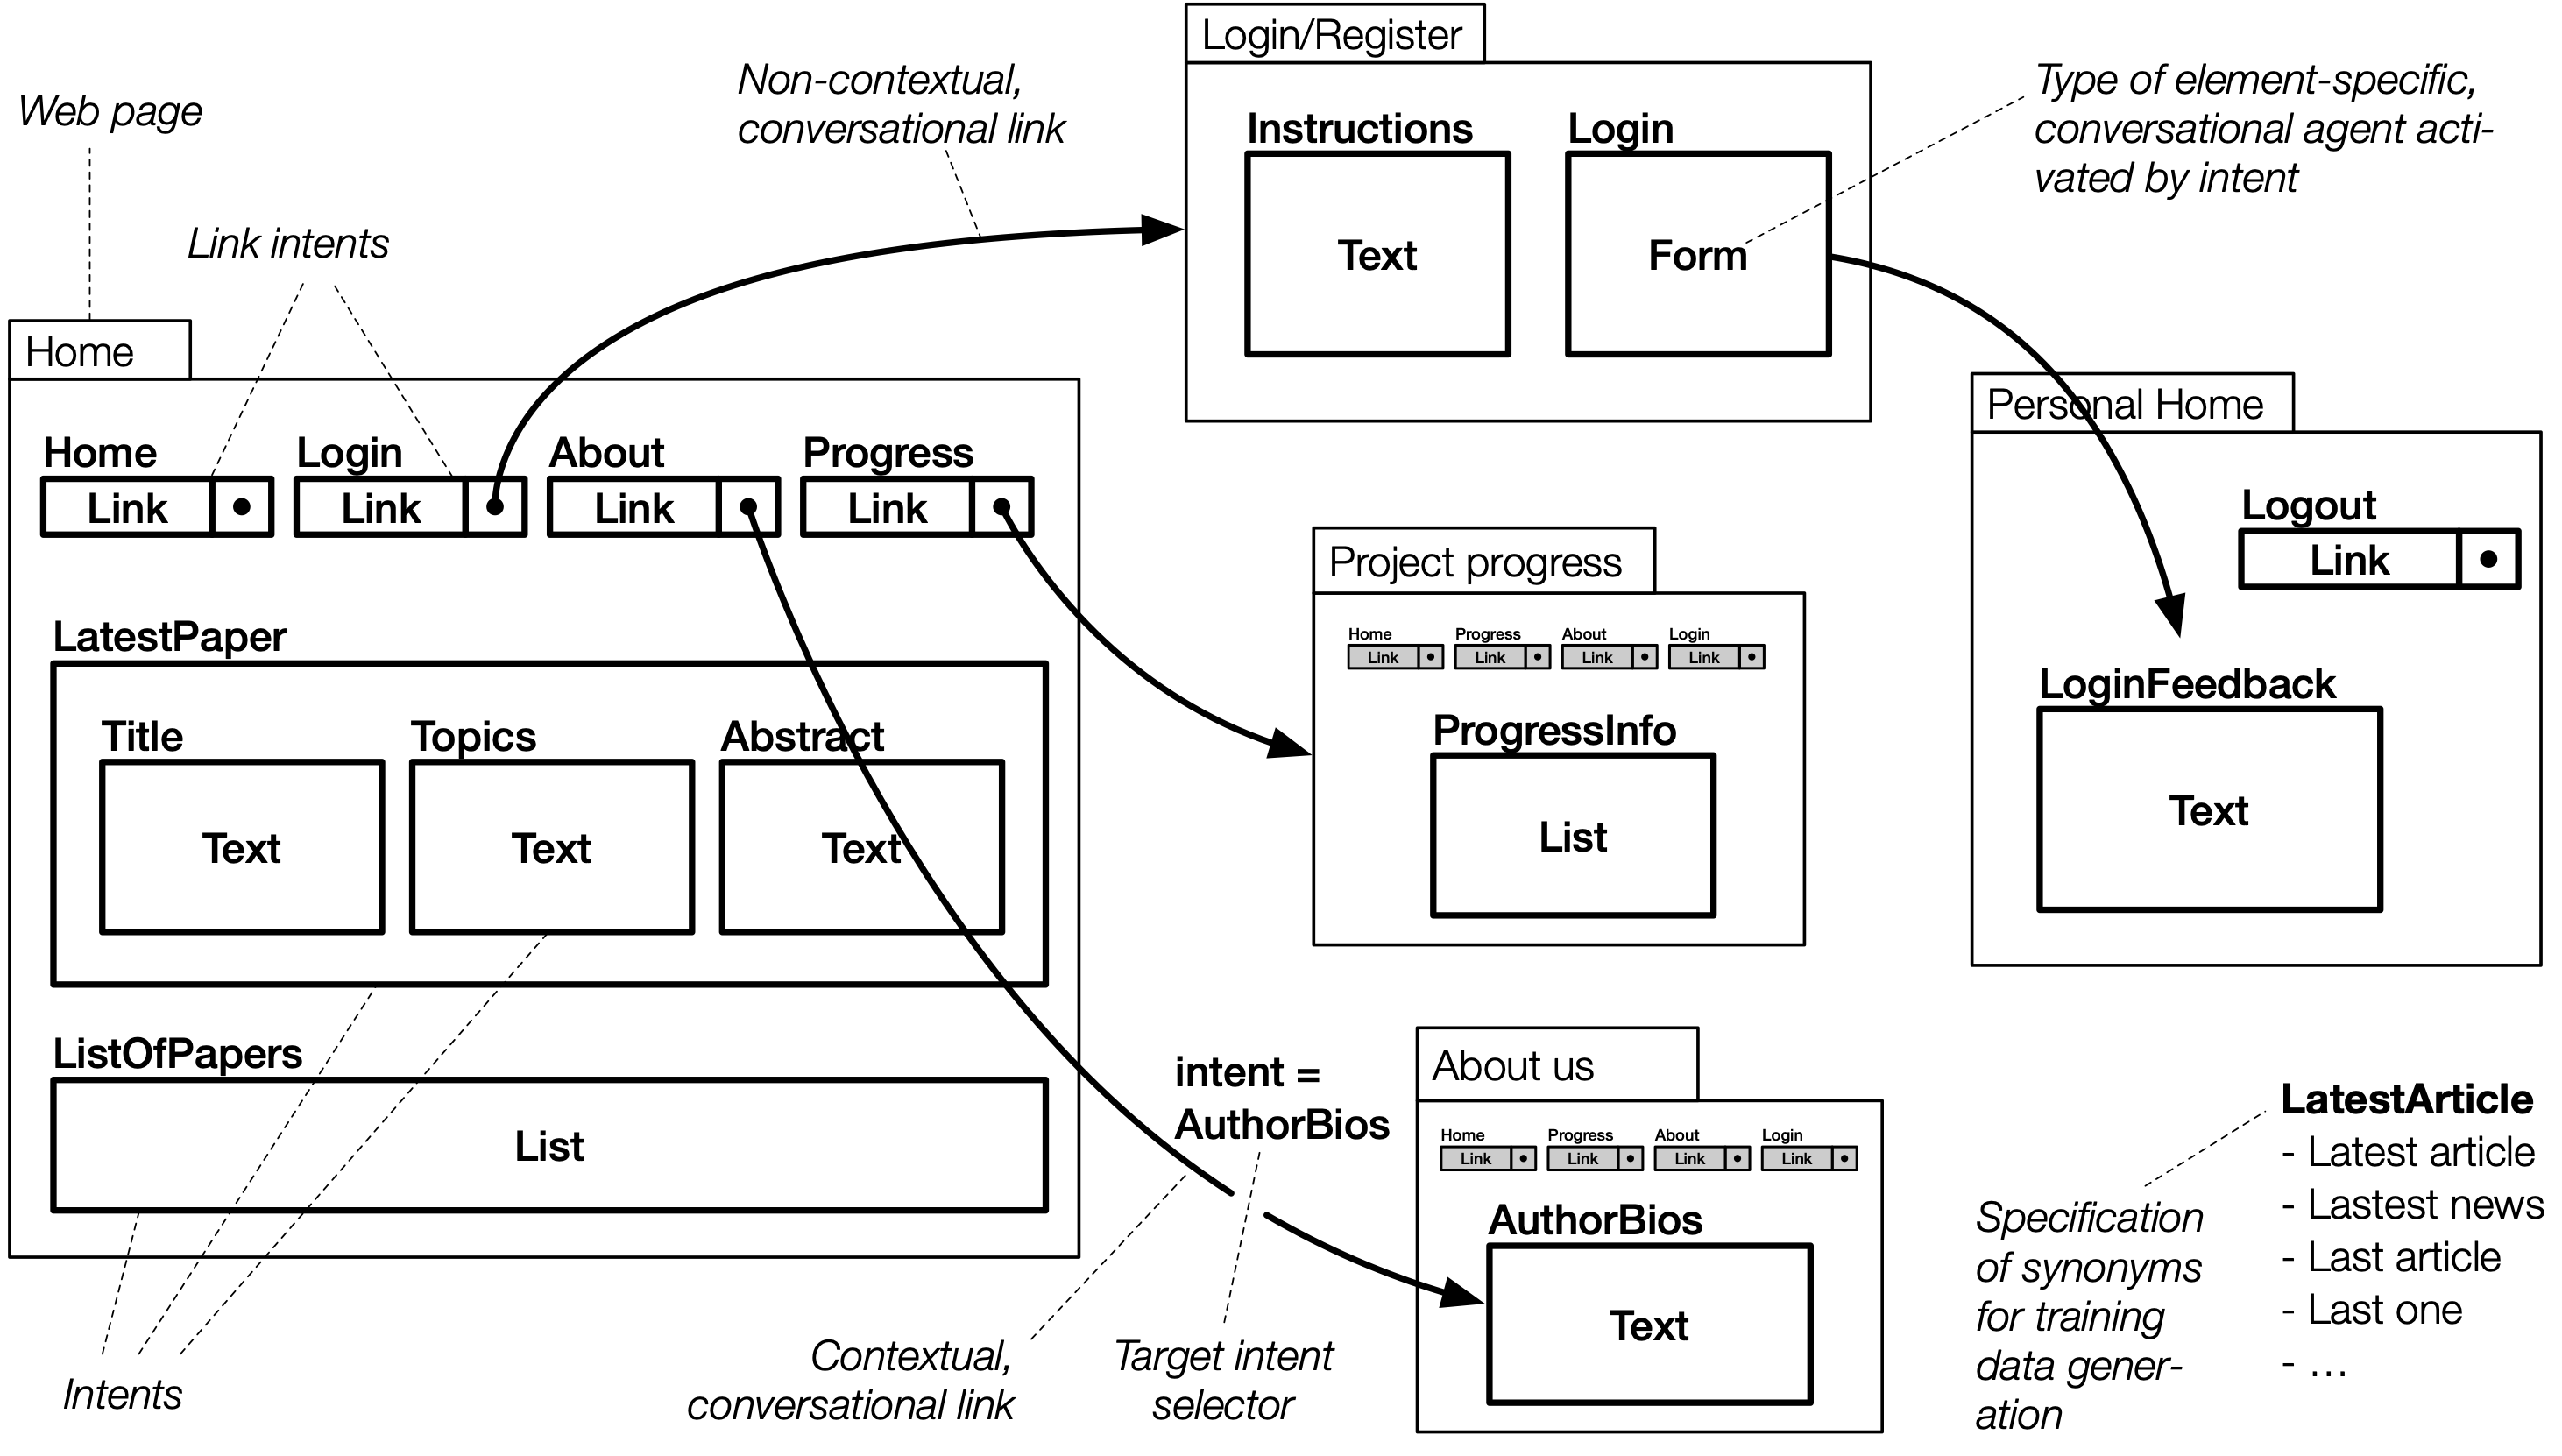 Login/Register
Non-contextual,
conversational link
Type of element-specific,
conversational agent acti-
vated by intent
Web page
Instructions
Login
Link intents
Text
Form
Home
Personal Home
Home
Login
About
Progress
Link
Link
Link
Link
Logout
Link
Project progress
Home
Progress
About
Login
Link
Link
Link
Link
LatestPaper
LoginFeedback
Title
Topics
Abstract
ProgressInfo
Text
Text
Text
List
Text
ListOfPapers
List
intent =
AuthorBios
About us
Home
Progress
About
Login
Link
Link
Link
Link
AuthorBios
Text
LatestArticle
- Latest article
- Lastest news
- Last article
- Last one
- …
Specification
of synonyms
for training
data gener-
ation
Intents
Contextual,
conversational link
Target intent
selector